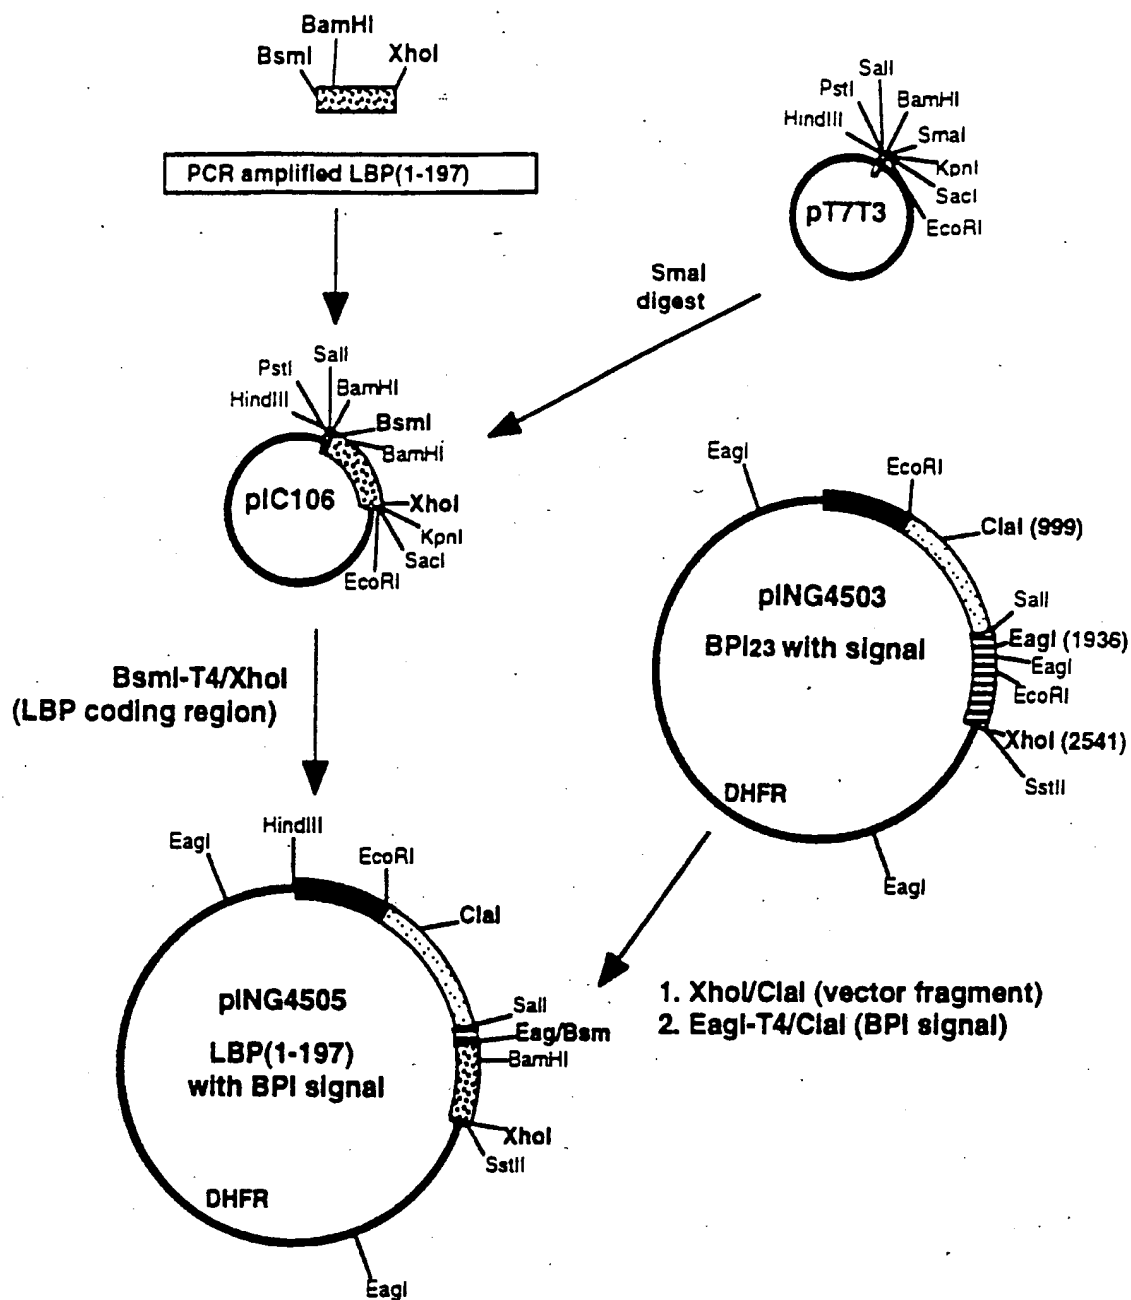 BamHI
BsmI
XhoI
PCR amplified LBP(1-197)
SalI
PstI
BamHI
HindIII
SmaI
KpnI
SacI
EcoRI
pT7T3
SmaI
digest
SalI
PstI
BamHI
HindIII
BsmI
BamHI
pIC106
XhoI
KpnI
SacI
EcoRI
BsmI-T4/XhoI
(LBP coding region)
EagI
EcoRI
ClaI (999)
pING4503
BPI23 with signal
SalI
EagI (1936)
EagI
EcoRI
XhoI (2541)
SstII
DHFR
EagI
HindIII
EagI
EcoRI
ClaI
pING4505
LBP(1-197)
with BPI signal
SalI
Eag/Bsm
BamHI
XhoI
SstII
DHFR
EagI
1. XhoI/ClaI (vector fragment)
2. EagI-T4/ClaI (BPI signal)